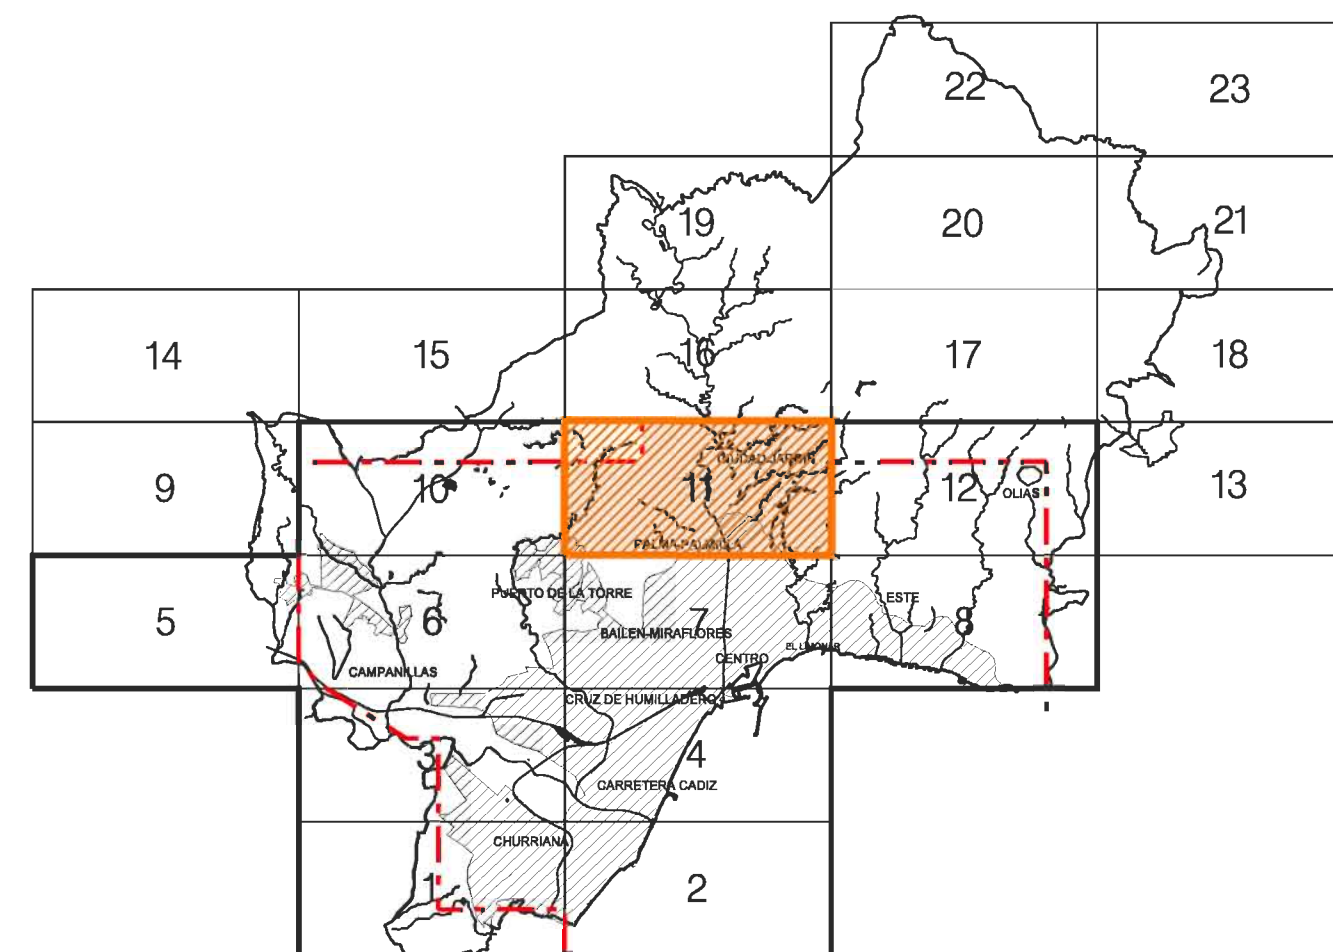 22
23
19
20
21
14
15
16
17
18
CIUDAD JARDIN
9
10
11
12
OLIAS
13
PALMA-PALMILLA
PUERTO DE LA TORRE
ESTE
5
6
7
8
BAILEN-MIRAFLORES
EL LIMONAR
CENTRO
CAMPANILLAS
CRUZ DE HUMILLADERO
3
4
CARRETERA CADIZ
CHURRIANA
1
2